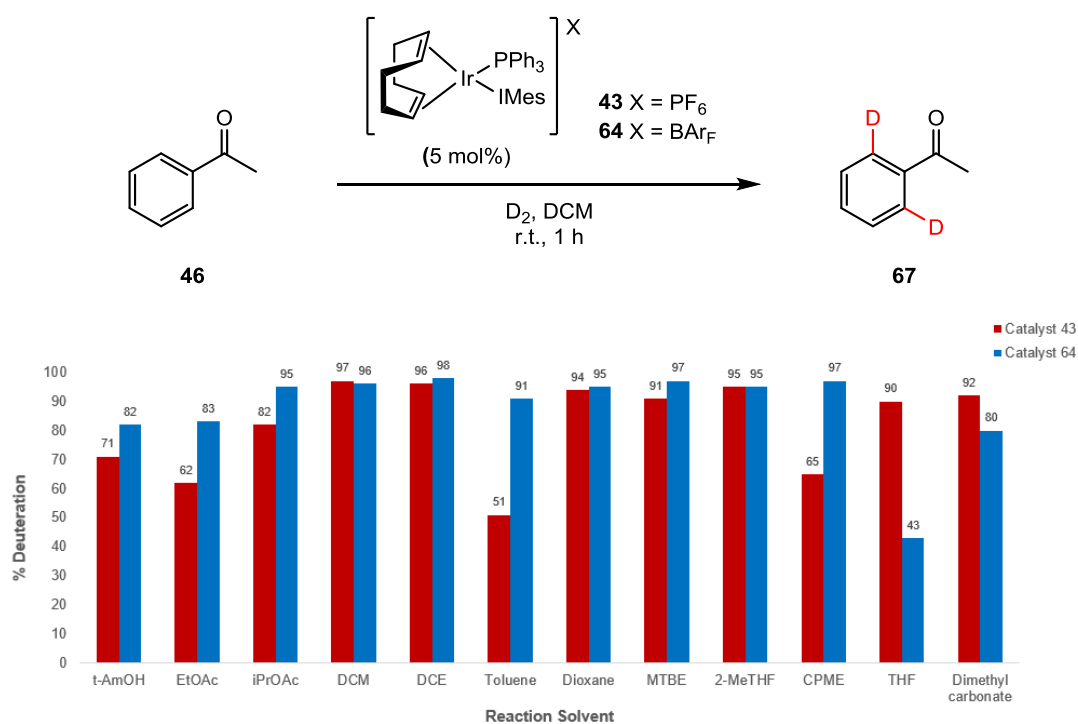 X
PPh3
Ir
IMes
43 X = PF6
64 X = BArF
(5 mol%)
O
D2, DCM
r.t., 1 h
D
O
D
46
67
Catalyst 43
Catalyst 64
% Deuteration
100
90
80
70
60
50
40
30
20
10
0
71 82
62 83
82 95
97 96
96 98
51 91
94 95
91 97
95 95
65 97
90 43
92 80
t-AmOH EtOAc iPrOAc DCM DCE Toluene Dioxane MTBE 2-MeTHF CPME THF Dimethyl
carbonate
Reaction Solvent